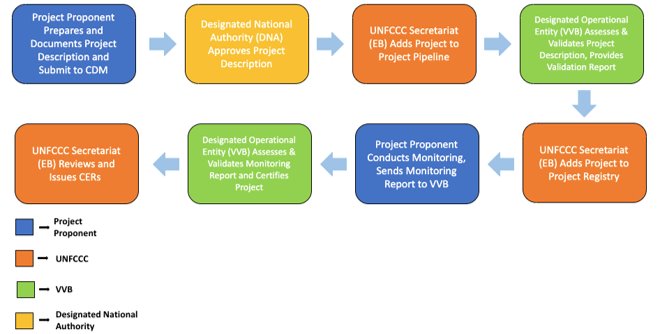 Project Proponent
Prepares and
Documents Project
Description and
Submit to CDM
Designated National
Authority (DNA)
Approves Project
Description
UNFCCC Secretariat
(EB) Adds Project to
Project Pipeline
Designated Operational
Entity (VVB) Assesses &
Validates Project
Description, Provides
Validation Report
UNFCCC Secretariat
(EB) Reviews and
Issues CERs
Designated Operational
Entity (VVB) Assesses &
Validates Monitoring
Report and Certifies
Project
Project Proponent
Conducts Monitoring,
Sends Monitoring
Report to VVB
UNFCCC Secretariat
(EB) Adds Project to
Project Registry
Project
Proponent
UNFCCC
VVB
Designated National
Authority